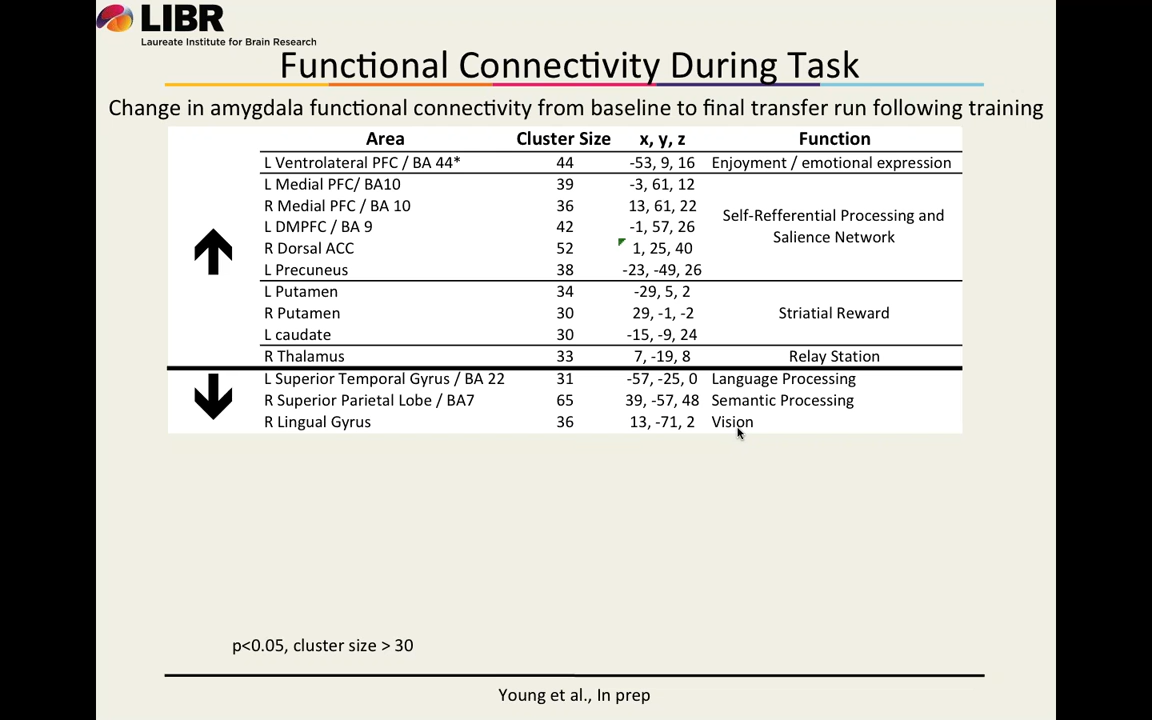 LIBR
Laureate Institute for Brain Research
Functional Connectivity During Task
Change in amygdala functional connectivity from baseline to final transfer run following training
Area Cluster Size x, y, z Function
L Ventrolateral PFC / BA 44* 44 -53, 9, 16 Enjoyment / emotional expression
L Medial PFC/ BA10 39 -3, 61, 12
R Medial PFC / BA 10 36 13, 61, 22
Self-Refferential Processing and
L DMPFC / BA 9 42 -1, 57, 26
Salience Network
R Dorsal ACC 52 1, 25, 40
L Precuneus 38 -23, -49, 26
L Putamen 34 -29, 5, 2
R Putamen 30 29, -1, -2 Striatial Reward
L caudate 30 -15, -9, 24
R Thalamus 33 7, -19, 8 Relay Station
L Superior Temporal Gyrus / BA 22 31 -57, -25, 0 Language Processing
R Superior Parietal Lobe / BA7 65 39, -57, 48 Semantic Processing
R Lingual Gyrus 36 13, -71, 2 Vision
p<0.05, cluster size > 30
Young et al., In prep